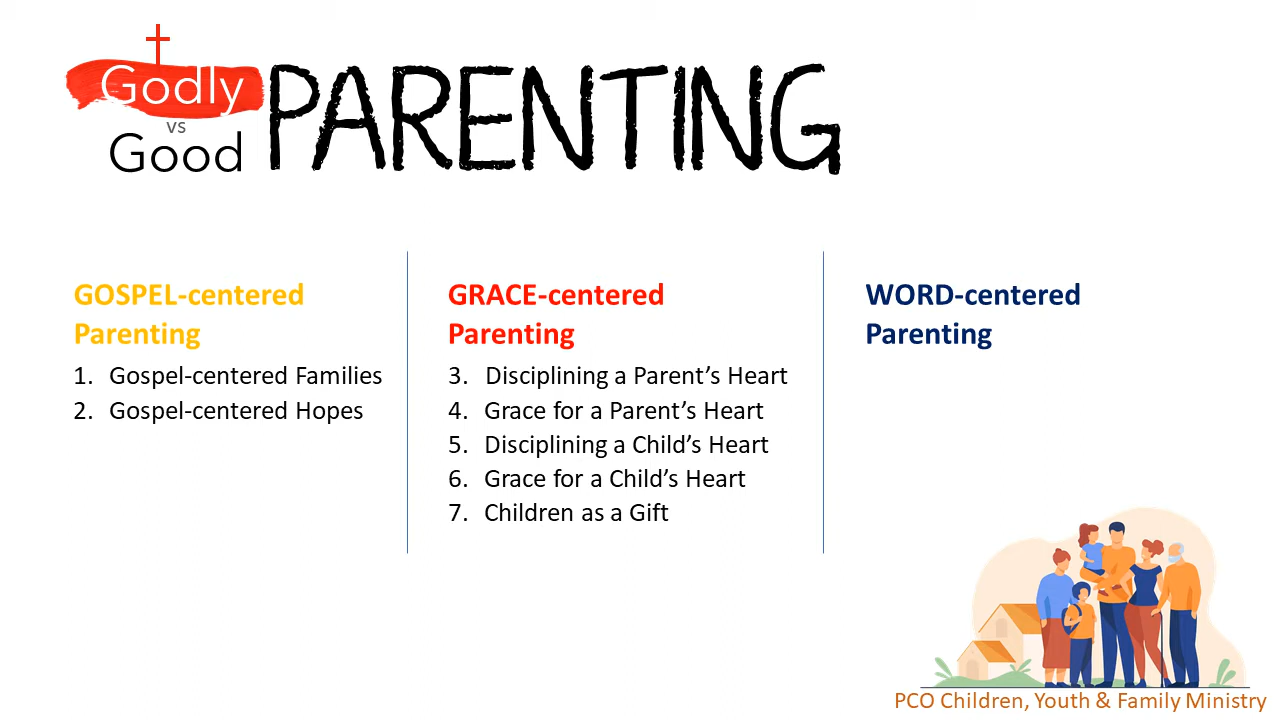 Godly
vs
Good
PARENTING
GOSPEL-centered
Parenting
1. Gospel-centered Families
2. Gospel-centered Hopes
GRACE-centered
Parenting
3. Disciplining a Parent’s Heart
4. Grace for a Parent’s Heart
5. Disciplining a Child’s Heart
6. Grace for a Child’s Heart
7. Children as a Gift
WORD-centered
Parenting
PCO Children, Youth & Family Ministry